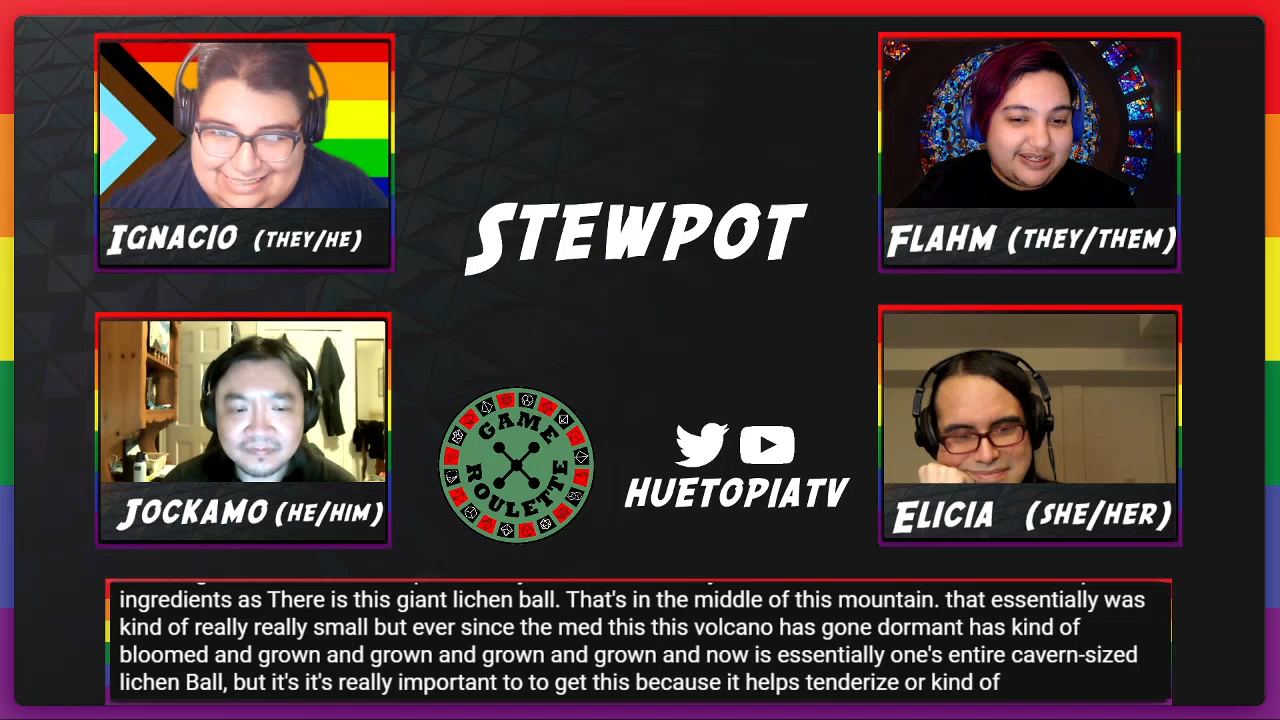 IGNACIO (THEY/HE)
FLAHM (THEY/THEM)
STEWPOT
JOCKAMO (HE/HIM)
GAME
ROULETTE
HUETOPIATV
ELICIA (SHE/HER)
ingredients as There is this giant lichen ball. That's in the middle of this mountain. that essentially was
kind of really really small but ever since the med this this volcano has gone dormant has kind of
bloomed and grown and grown and grown and grown and now is essentially one's entire cavern-sized
lichen Ball, but it's it's really important to to get this because it helps tenderize or kind of